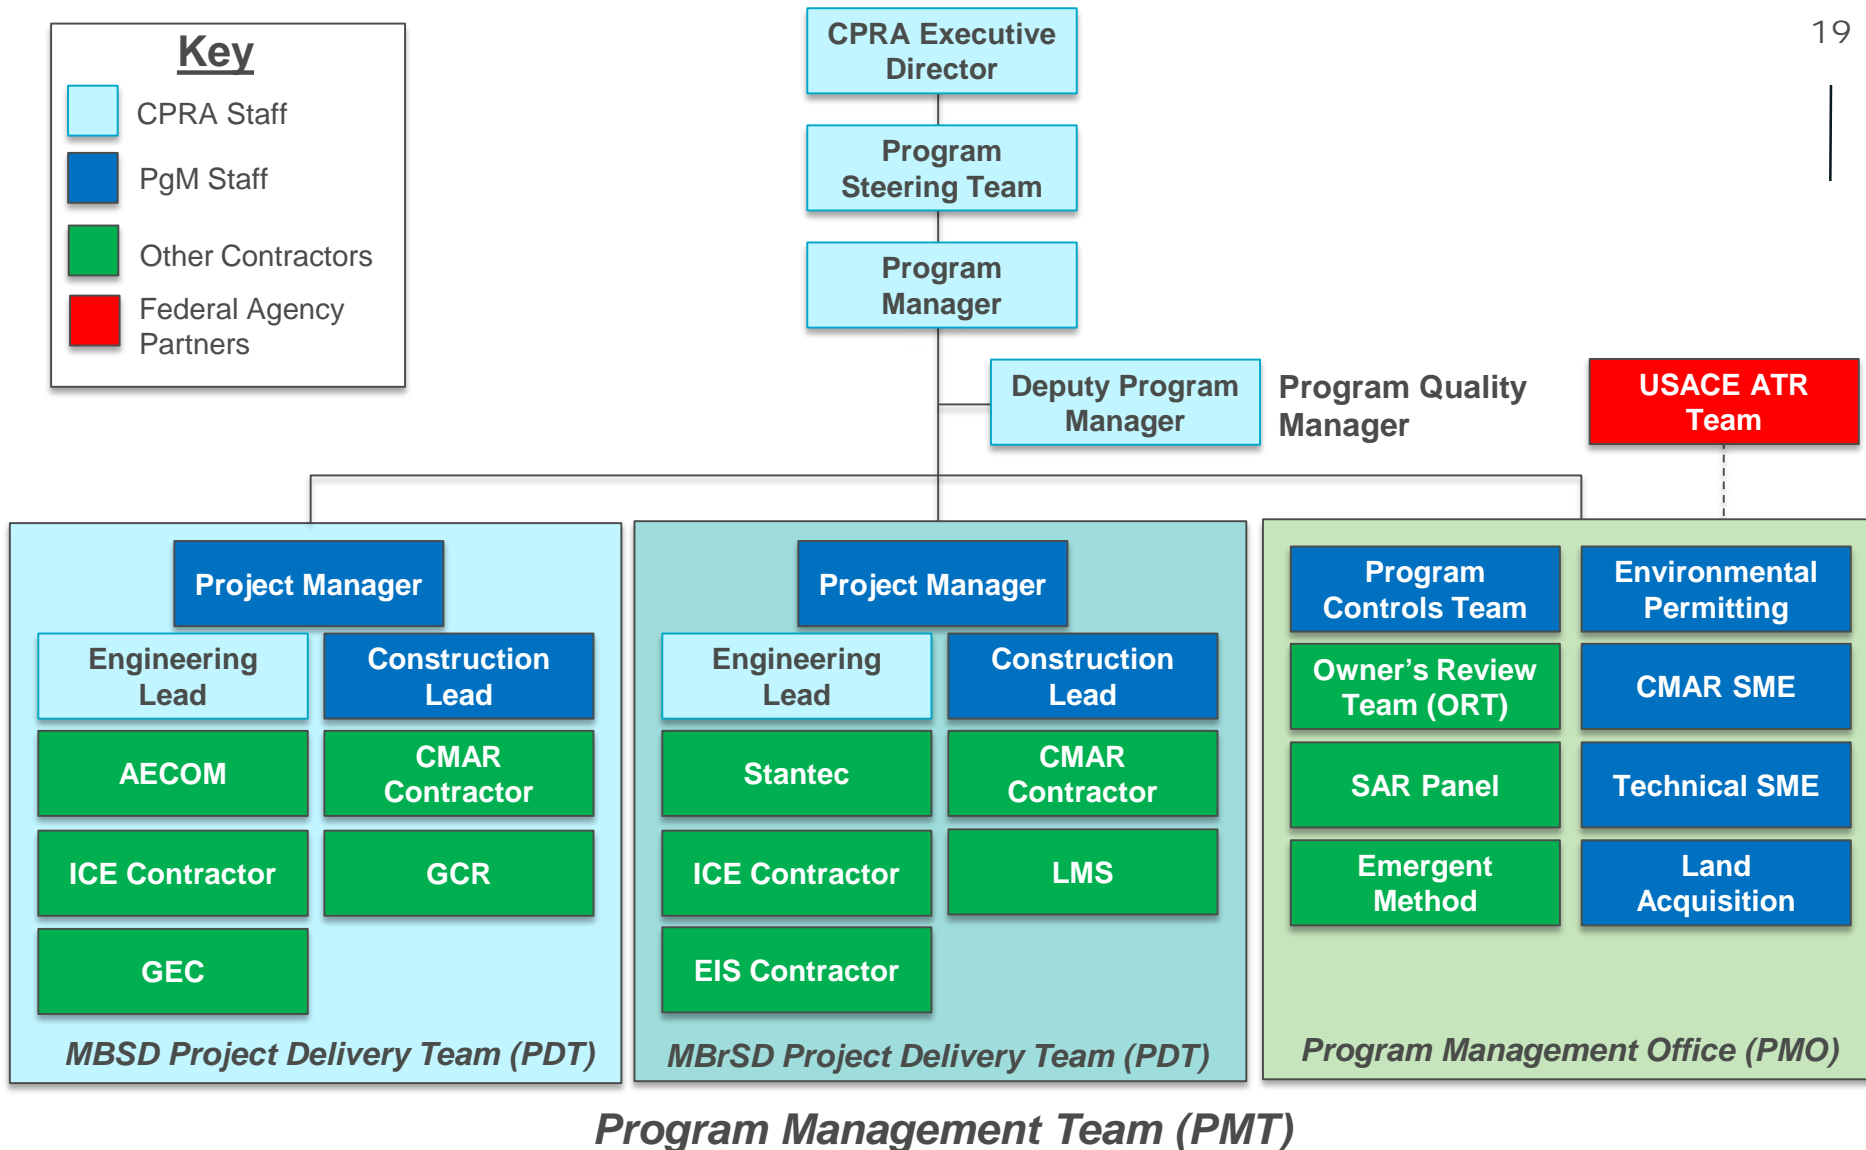 19
Key
CPRA Staff
PgM Staff
Other Contractors
Federal Agency
Partners
CPRA Executive
Director
Program
Steering Team
Program
Manager
Deputy Program
Manager
Program Quality
Manager
USACE ATR
Team
Project Manager
Engineering
Lead
Construction
Lead
AECOM
CMAR
Contractor
ICE Contractor
GCR
GEC
MBSD Project Delivery Team (PDT)
Project Manager
Engineering
Lead
Construction
Lead
Stantec
CMAR
Contractor
ICE Contractor
LMS
EIS Contractor
MBrSD Project Delivery Team (PDT)
Program
Controls Team
Environmental
Permitting
Owner's Review
Team (ORT)
CMAR SME
SAR Panel
Technical SME
Emergent
Method
Land
Acquisition
Program Management Office (PMO)
Program Management Team (PMT)